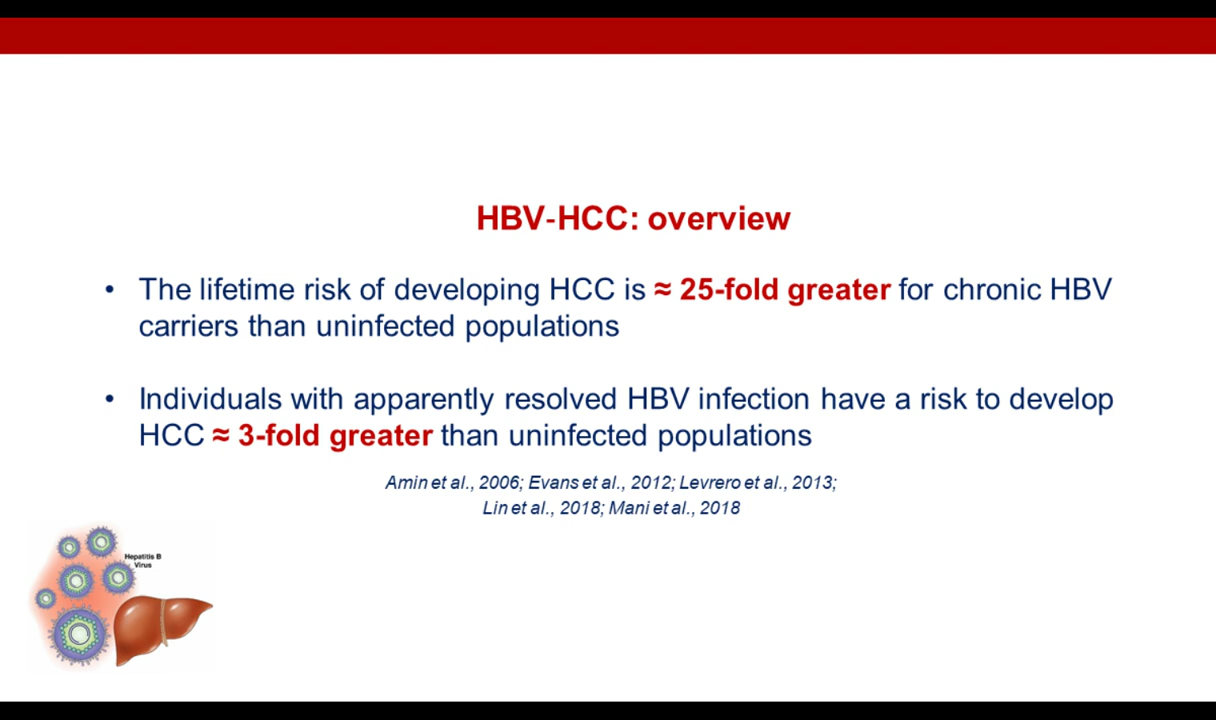 HBV-HCC: overview
• The lifetime risk of developing HCC is ≈ 25-fold greater for chronic HBV
carriers than uninfected populations
• Individuals with apparently resolved HBV infection have a risk to develop
HCC ≈ 3-fold greater than uninfected populations
Amin et al., 2006; Evans et al., 2012; Levrero et al., 2013;
Lin et al., 2018; Mani et al., 2018
Hepatitis B
Virus